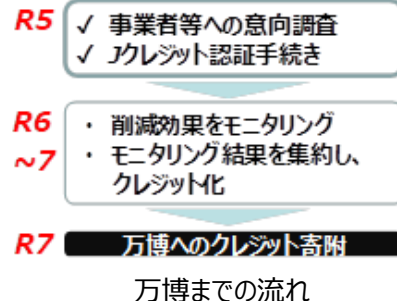 R5
✓ 事業者等への意向調査
✓ Jクレジット認証手続き
R6
~7
・ 削減効果をモニタリング
・ モニタリング結果を集約し、
クレジット化
R7
万博へのクレジット寄附
万博までの流れ